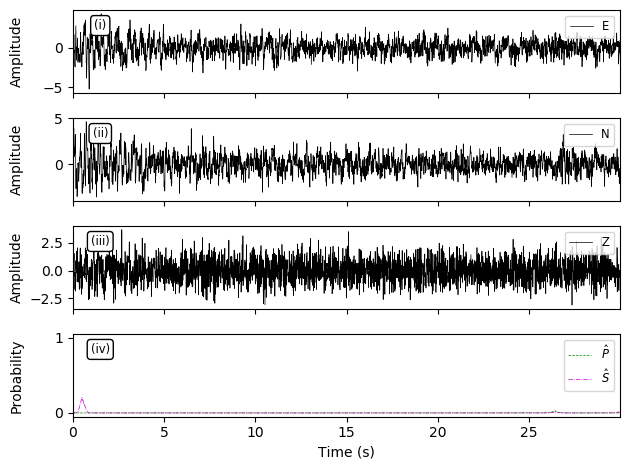 Amplitude
0
−5
(i)
E
Amplitude
5
0
(ii)
N
Amplitude
2.5
0.0
−2.5
(iii)
Z
Probability
1
0
(iv)
P̂
Ŝ
0 5 10 15 20 25
Time (s)